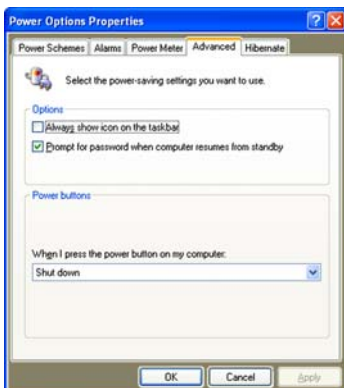 Power Options Properties
Power Schemes Alarms Power Meter Advanced Hibernate
Select the power-saving settings you want to use.
Options
Always show icon on the taskbar
Prompt for password when computer resumes from standby
Power buttons
When I press the power button on my computer:
Shut down
OK Cancel Apply